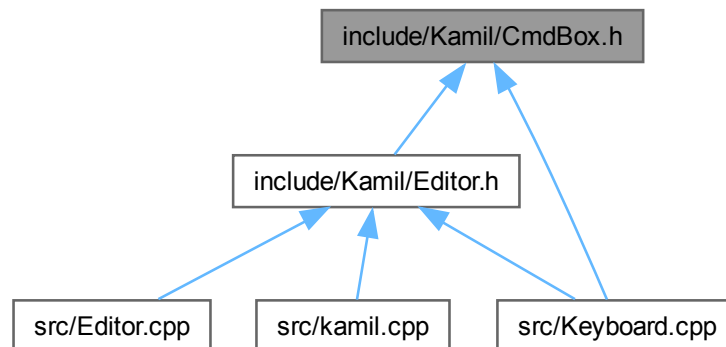 include/Kamil/CmdBox.h
include/Kamil/Editor.h
src/Editor.cpp
src/kamil.cpp
src/Keyboard.cpp